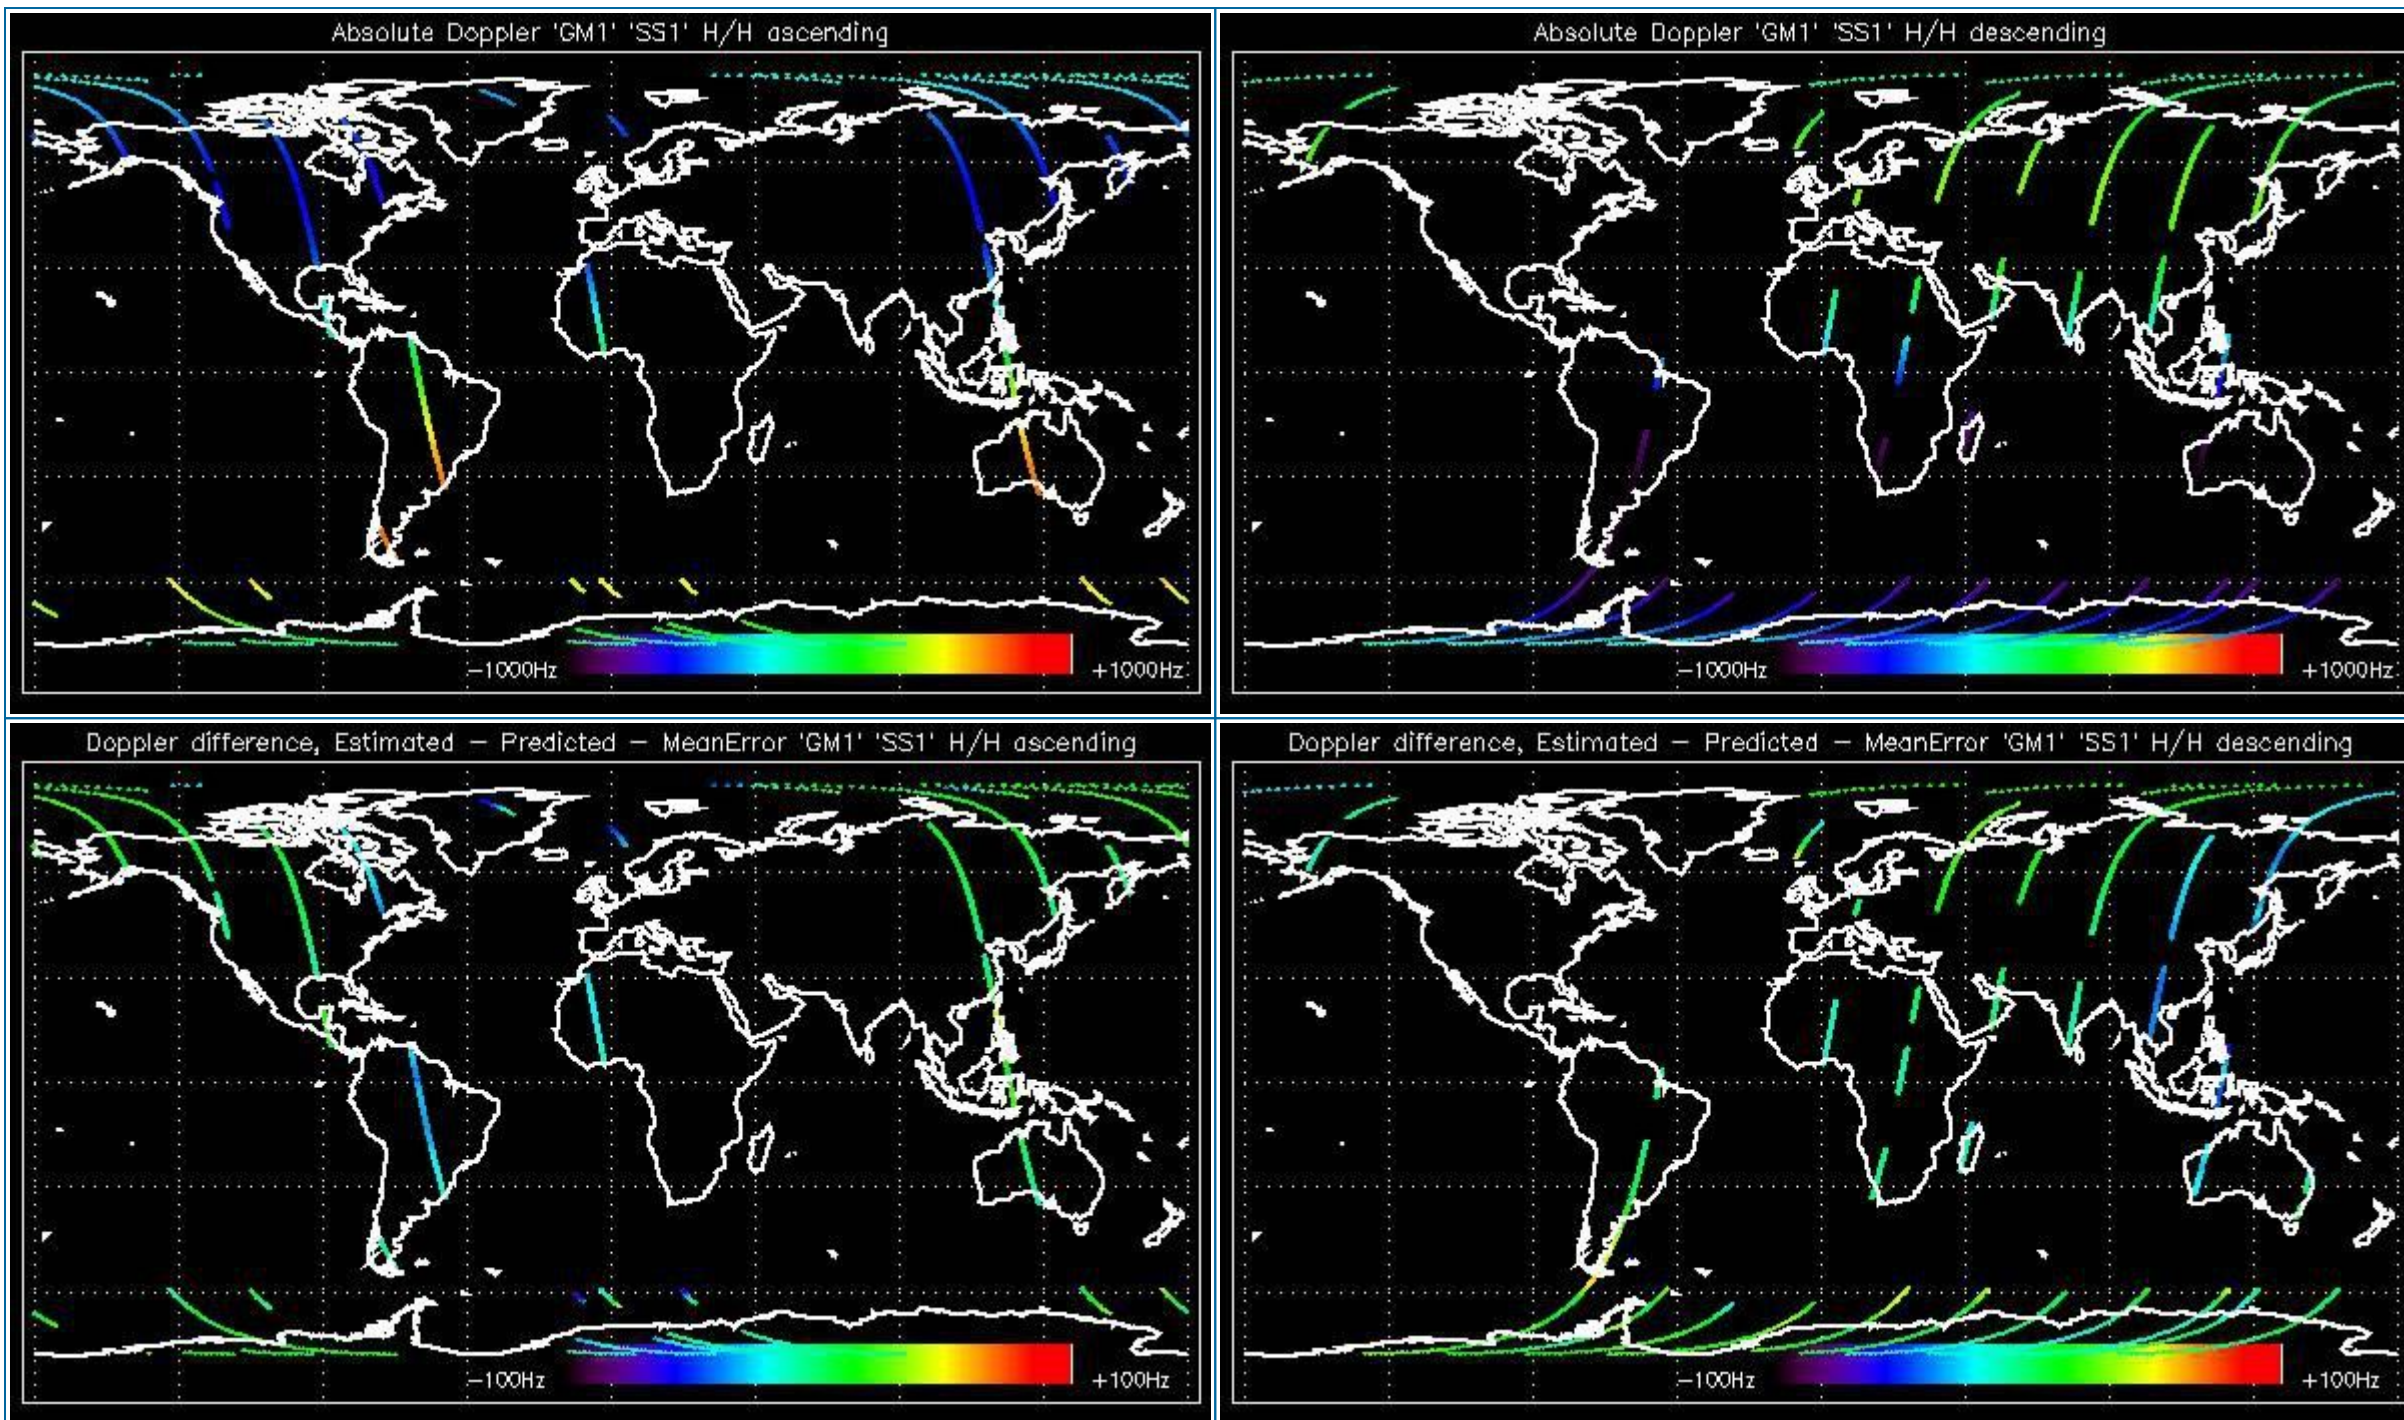 Absolute Doppler 'GM1' 'SS1' H/H ascending
−1000Hz
+1000Hz
Absolute Doppler 'GM1' 'SS1' H/H descending
−1000Hz
+1000Hz
Doppler difference, Estimated − Predicted − MeanError 'GM1' 'SS1' H/H ascending
−100Hz
+100Hz
Doppler difference, Estimated − Predicted − MeanError 'GM1' 'SS1' H/H descending
−100Hz
+100Hz